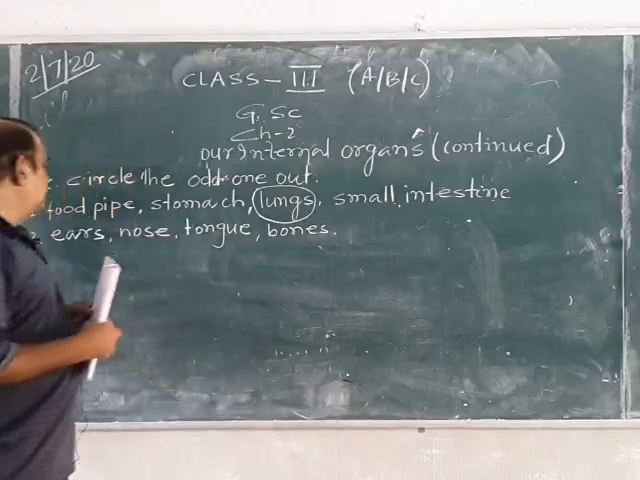 2/7/20
CLASS - III (A/B/C)
G. Sc
Ch-2
our Internal organs (continued)
circle the odd one out.
food pipe, stomach, lungs, small intestine
ears, nose, tongue, bones.